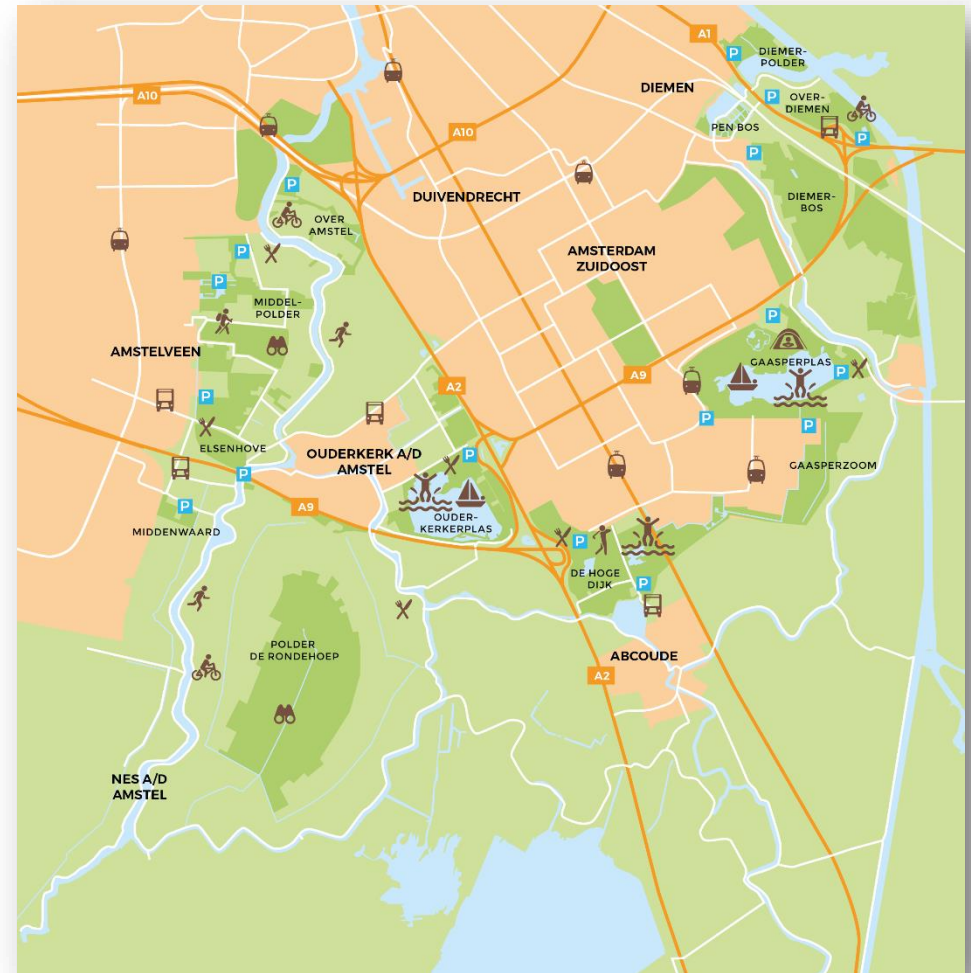 A1
P
DIEMER-
POLDER
DIEMEN
A10
P
OVER-
DIEMEN
A10
PEN BOS
P
P
P
DUIVENDRECHT
DIEMER-
BOS
OVER
AMSTEL
P
AMSTERDAM
ZUIDOOST
P
MIDDEL-
POLDER
P
AMSTELVEEN
GAASPERPLAS
A2
A9
P
P
P
P
ELSENHOVE
OUDERKERK A/D
AMSTEL
P
GAASPERZOOM
P
A9
P
OUDER-
KERKERPLAS
MIDDENWAARD
P
DE HOGE
DIJK
P
POLDER
DE RONDEHOEP
ABCOUDE
A2
NES A/D
AMSTEL